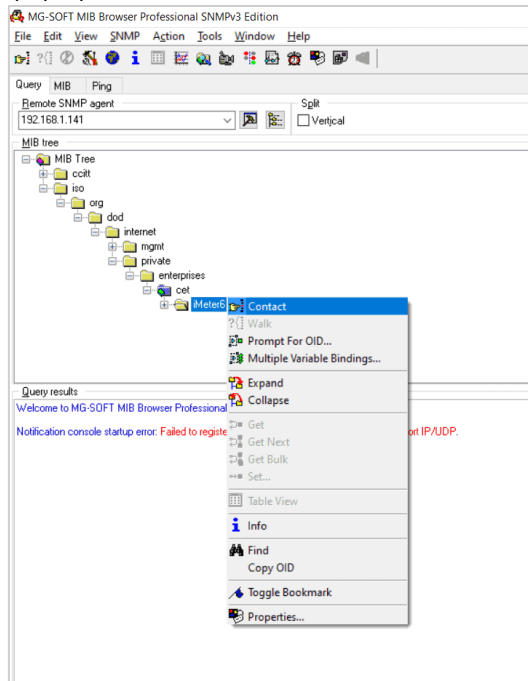 MG-SOFT MIB Browser Professional SNMPv3 Edition
File Edit View SNMP Action Tools Window Help
Query MIB Ping
Remote SNMP agent
Split
192.168.1.141
Vertical
MIB tree
MIB Tree
ccitt
iso
org
dod
internet
mgmt
private
enterprises
cet
iMeter6
Contact
Walk
Prompt For OID...
Multiple Variable Bindings...
Expand
Collapse
Get
Get Next
Get Bulk
Set...
Table View
Info
Find
Copy OID
Toggle Bookmark
Properties...
Query results
Welcome to MG-SOFT MIB Browser Professional
Notification console startup error: Failed to registe ort IP/UDP.